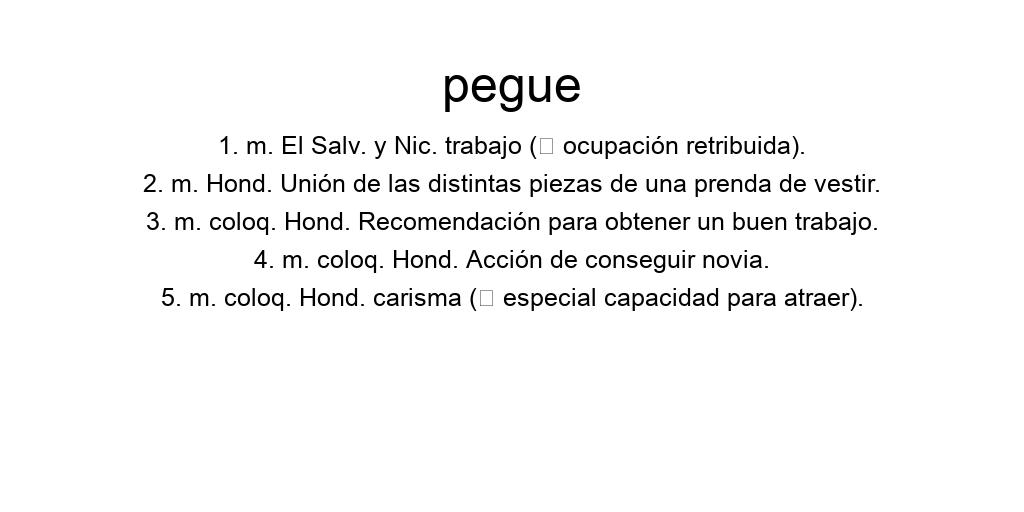 pegue
1. m. El Salv. y Nic. trabajo (□ ocupación retribuida).
2. m. Hond. Unión de las distintas piezas de una prenda de vestir.
3. m. coloq. Hond. Recomendación para obtener un buen trabajo.
4. m. coloq. Hond. Acción de conseguir novia.
5. m. coloq. Hond. carisma (□ especial capacidad para atraer).